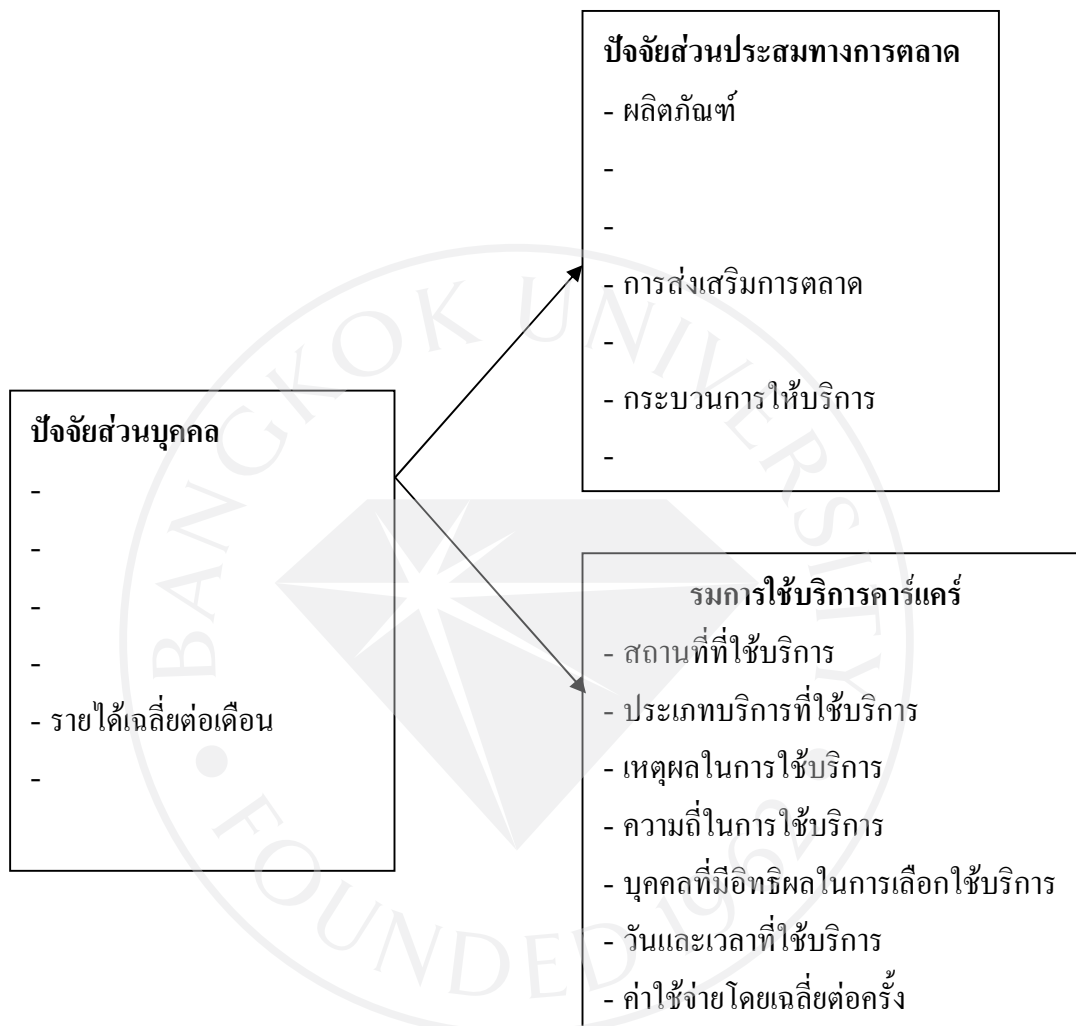 ปัจจัยส่วนประสมทางการตลาด
- ผลิตภัณฑ์
-
-
- การส่งเสริมการตลาด
-
- กระบวนการให้บริการ
-
ปัจจัยส่วนบุคคล
-
-
-
-
- รายได้เฉลี่ยต่อเดือน
-
รมการใช้บริการคาร์แคร์
- สถานที่ที่ใช้บริการ
- ประเภทบริการที่ใช้บริการ
- เหตุผลในการใช้บริการ
- ความถี่ในการใช้บริการ
- บุคคลที่มีอิทธิผลในการเลือกใช้บริการ
- วันและเวลาที่ใช้บริการ
- ค่าใช้จ่ายโดยเฉลี่ยต่อครั้ง
BANGKOK UNIVERSITY
FOUNDED 1962